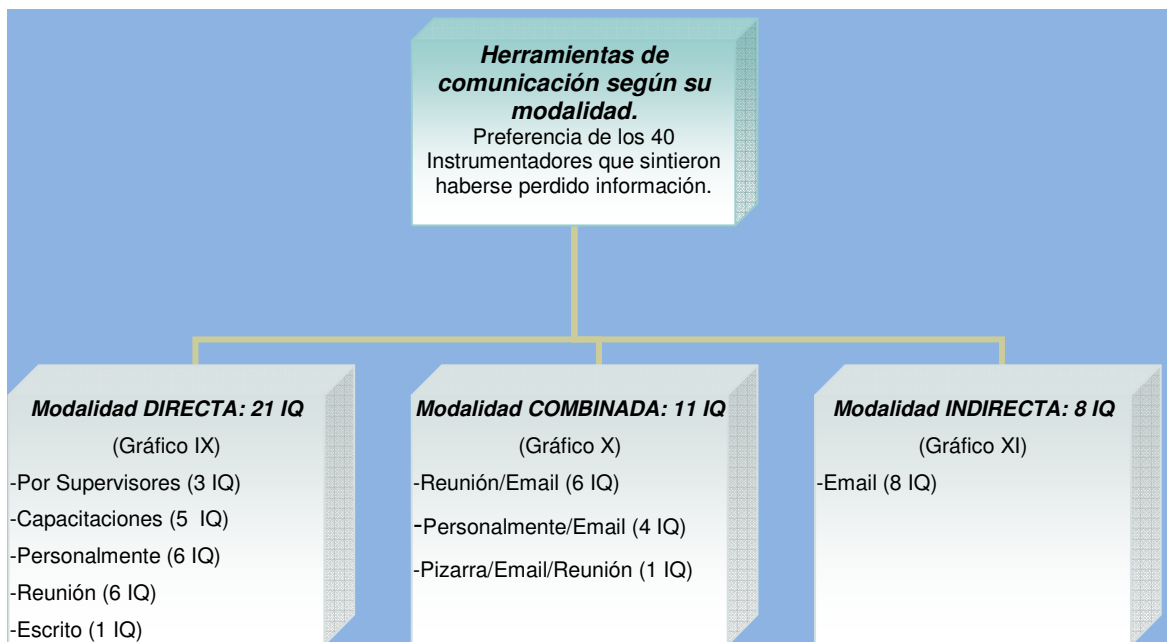 Herramientas de
comunicación según su
modalidad.
Preferencia de los 40
Instrumentadores que sintieron
haberse perdido información.
Modalidad DIRECTA: 21 IQ
(Gráfico IX)
-Por Supervisores (3 IQ)
-Capacitaciones (5  IQ)
-Personalmente (6 IQ)
-Reunión (6 IQ)
-Escrito (1 IQ)
Modalidad COMBINADA: 11 IQ
(Gráfico X)
-Reunión/Email (6 IQ)
-Personalmente/Email (4 IQ)
-Pizarra/Email/Reunión (1 IQ)
Modalidad INDIRECTA: 8 IQ
(Gráfico XI)
-Email (8 IQ)